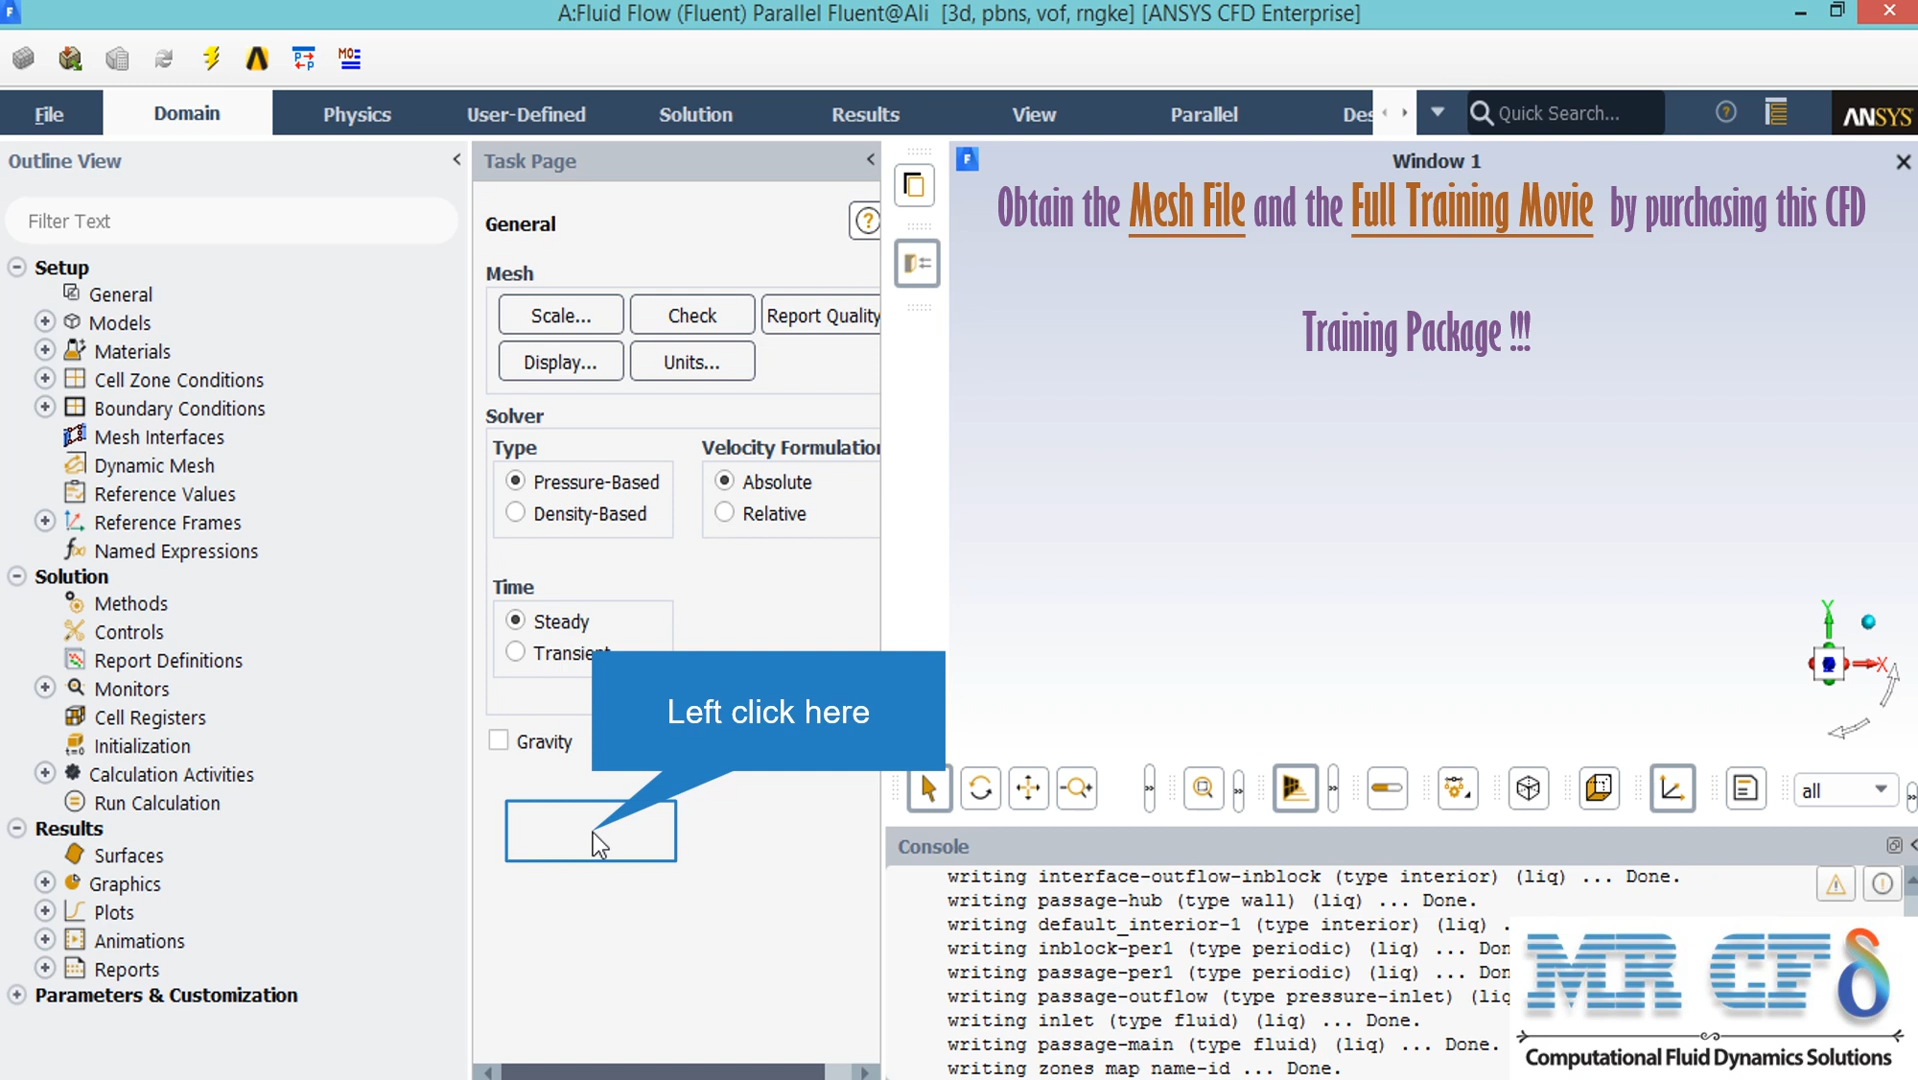 A:Fluid Flow (Fluent) Parallel Fluent@Ali [3d, pbns, vof, rngke] [ANSYS CFD Enterprise]
File
Domain
Physics
User-Defined
Solution
Results
View
Parallel
Des
Quick Search...
ANSYS
Outline View
Filter Text
Setup
General
Models
Materials
Cell Zone Conditions
Boundary Conditions
Mesh Interfaces
Dynamic Mesh
Reference Values
Reference Frames
Named Expressions
Solution
Methods
Controls
Report Definitions
Monitors
Cell Registers
Initialization
Calculation Activities
Run Calculation
Results
Surfaces
Graphics
Plots
Animations
Reports
Parameters & Customization
Task Page
General
Mesh
Scale...
Check
Report Quality
Display...
Units...
Solver
Type
Velocity Formulation
Pressure-Based
Absolute
Density-Based
Relative
Time
Steady
Transient
Left click here
Gravity
Window 1
Obtain the Mesh File and the Full Training Movie by purchasing this CFD
Training Package !!!
Y
X
all
Console
writing interface-outflow-inblock (type interior) (liq) ... Done.
writing passage-hub (type wall) (liq) ... Done.
writing default_interior-1 (type interior) (liq) .
writing inblock-per1 (type periodic) (liq) ... Don
writing passage-per1 (type periodic) (liq) ... Don
writing passage-outflow (type pressure-inlet) (liq
writing inlet (type fluid) (liq) ... Done.
writing passage-main (type fluid) (liq) ... Done.
writing zones map name-id ... Done.
MR CFδ
Computational Fluid Dynamics Solutions